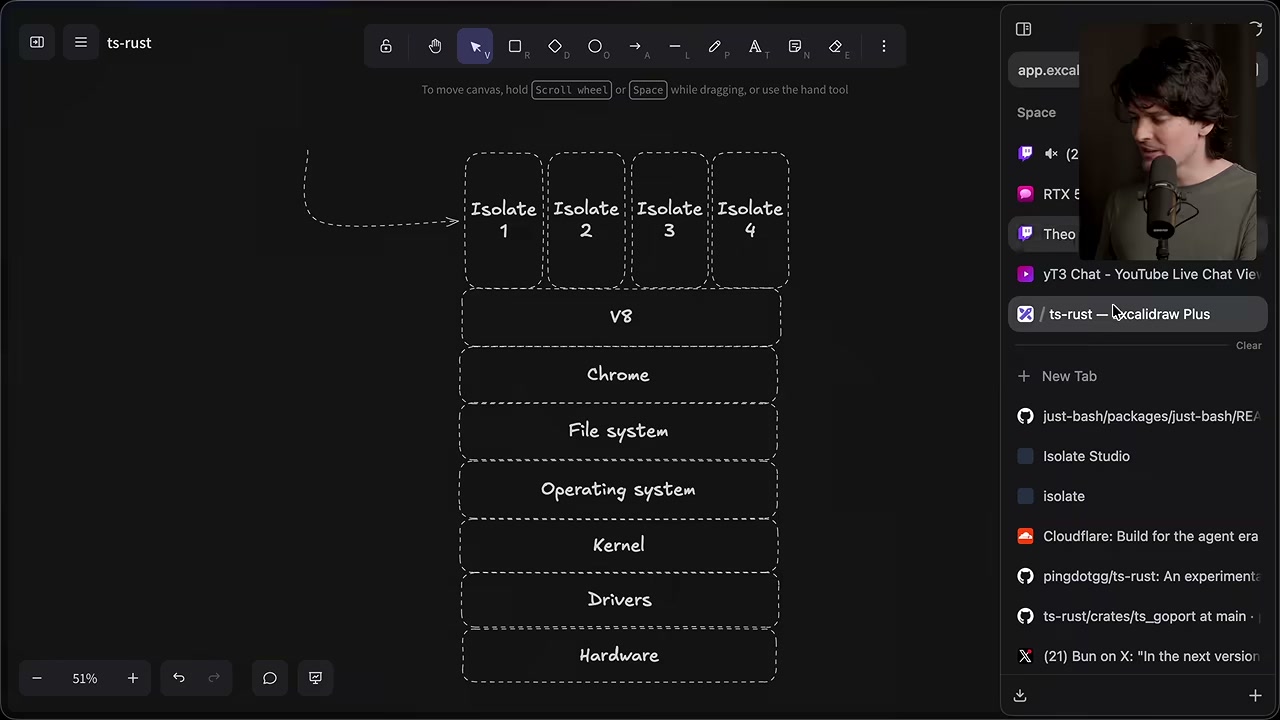 ts-rust
V
R
D
O
A
L
P
T
N
E
To move canvas, hold Scroll wheel or Space while dragging, or use the hand tool
Isolate 1
Isolate 2
Isolate 3
Isolate 4
V8
Chrome
File system
Operating system
Kernel
Drivers
Hardware
51%
app.excal
Space
(2
RTX 5
Theo
yT3 Chat - YouTube Live Chat Vie
/ ts-rust — Excalidraw Plus
Clear
New Tab
just-bash/packages/just-bash/REA
Isolate Studio
isolate
Cloudflare: Build for the agent era
pingdotgg/ts-rust: An experimenta
ts-rust/crates/ts_goport at main ·
(21) Bun on X: "In the next version